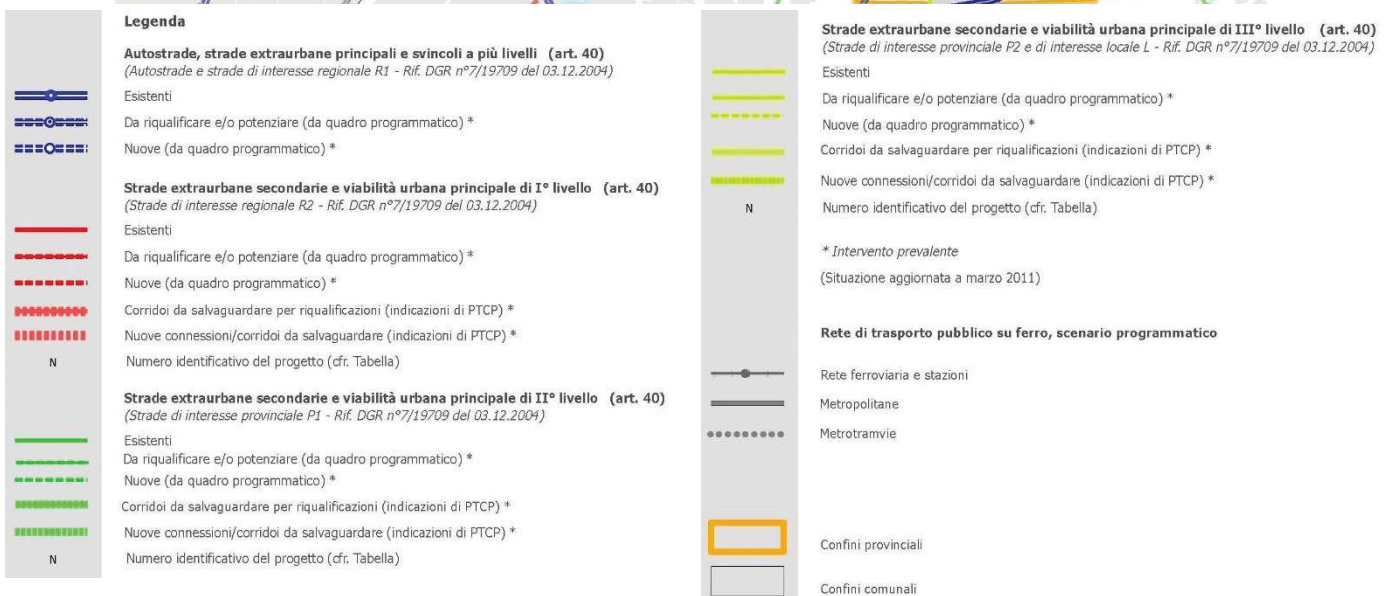 Legenda
Autostrade, strade extraurbane principali e svincoli a più livelli (art. 40)
(Autostrade e strade di interesse regionale R1 - Rif. DGR n°7/19709 del 03.12.2004)
Esistenti
Da riqualificare e/o potenziare (da quadro programmatico) *
Nuove (da quadro programmatico) *
Strade extraurbane secondarie e viabilità urbana principale di I° livello (art. 40)
(Strade di interesse regionale R2 - Rif. DGR n°7/19709 del 03.12.2004)
Esistenti
Da riqualificare e/o potenziare (da quadro programmatico) *
Nuove (da quadro programmatico) *
Corridoi da salvaguardare per riqualificazioni (indicazioni di PTCP) *
Nuove connessioni/corridoi da salvaguardare (indicazioni di PTCP) *
N Numero identificativo del progetto (cfr. Tabella)
Strade extraurbane secondarie e viabilità urbana principale di II° livello (art. 40)
(Strade di interesse provinciale P1 - Rif. DGR n°7/19709 del 03.12.2004)
Esistenti
Da riqualificare e/o potenziare (da quadro programmatico) *
Nuove (da quadro programmatico) *
Corridoi da salvaguardare per riqualificazioni (indicazioni di PTCP) *
Nuove connessioni/corridoi da salvaguardare (indicazioni di PTCP) *
N Numero identificativo del progetto (cfr. Tabella)
Strade extraurbane secondarie e viabilità urbana principale di III° livello (art. 40)
(Strade di interesse provinciale P2 e di interesse locale L - Rif. DGR n°7/19709 del 03.12.2004)
Esistenti
Da riqualificare e/o potenziare (da quadro programmatico) *
Nuove (da quadro programmatico) *
Corridoi da salvaguardare per riqualificazioni (indicazioni di PTCP) *
Nuove connessioni/corridoi da salvaguardare (indicazioni di PTCP) *
N Numero identificativo del progetto (cfr. Tabella)
* Intervento prevalente
(Situazione aggiornata a marzo 2011)
Rete di trasporto pubblico su ferro, scenario programmatico
Rete ferroviaria e stazioni
Metropolitane
Metrotramvie
Confini provinciali
Confini comunali